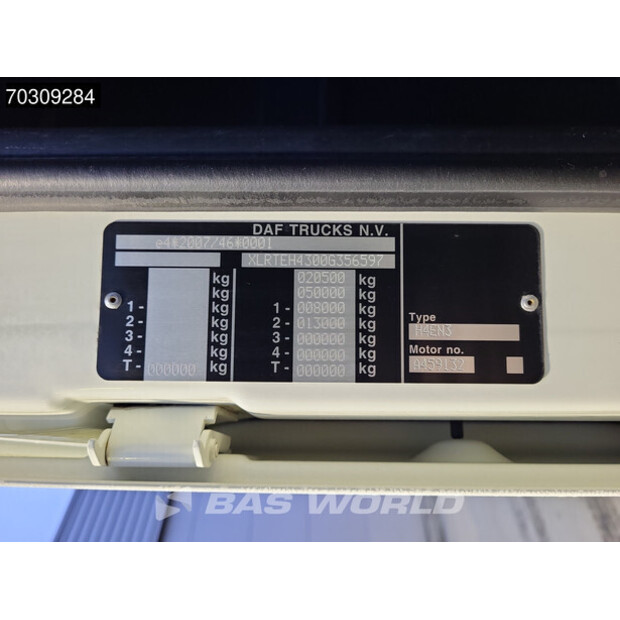 70309284
DAF TRUCKS N.V.
e4*2007/46*0001
XLRTEH4300G356597
kg 020500 kg
kg 050000 kg
1- kg 1- 008000 kg
2- kg 2- 013000 kg
3- kg 3- 000000 kg
4- kg 4- 000000 kg
T- 000000 kg T- 000000 kg
Type
H4EN3
Motor no.
A459132
BAS WORLD